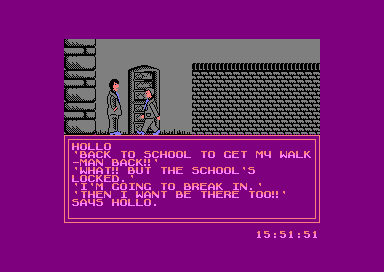 HOLLO
'BACK TO SCHOOL TO GET MY WALK
-MAN BACK!!'
'WHAT!! BUT THE SCHOOL'S
LOCKED.'
'I'M GOING TO BREAK IN.'
'THEN I WANT BE THERE TOO!!'
SAYS HOLLO.
15:51:51